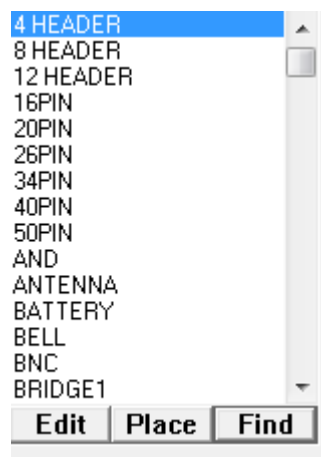 4 HEADER
8 HEADER
12 HEADER
16PIN
20PIN
26PIN
34PIN
40PIN
50PIN
AND
ANTENNA
BATTERY
BELL
BNC
BRIDGE1
Edit Place Find